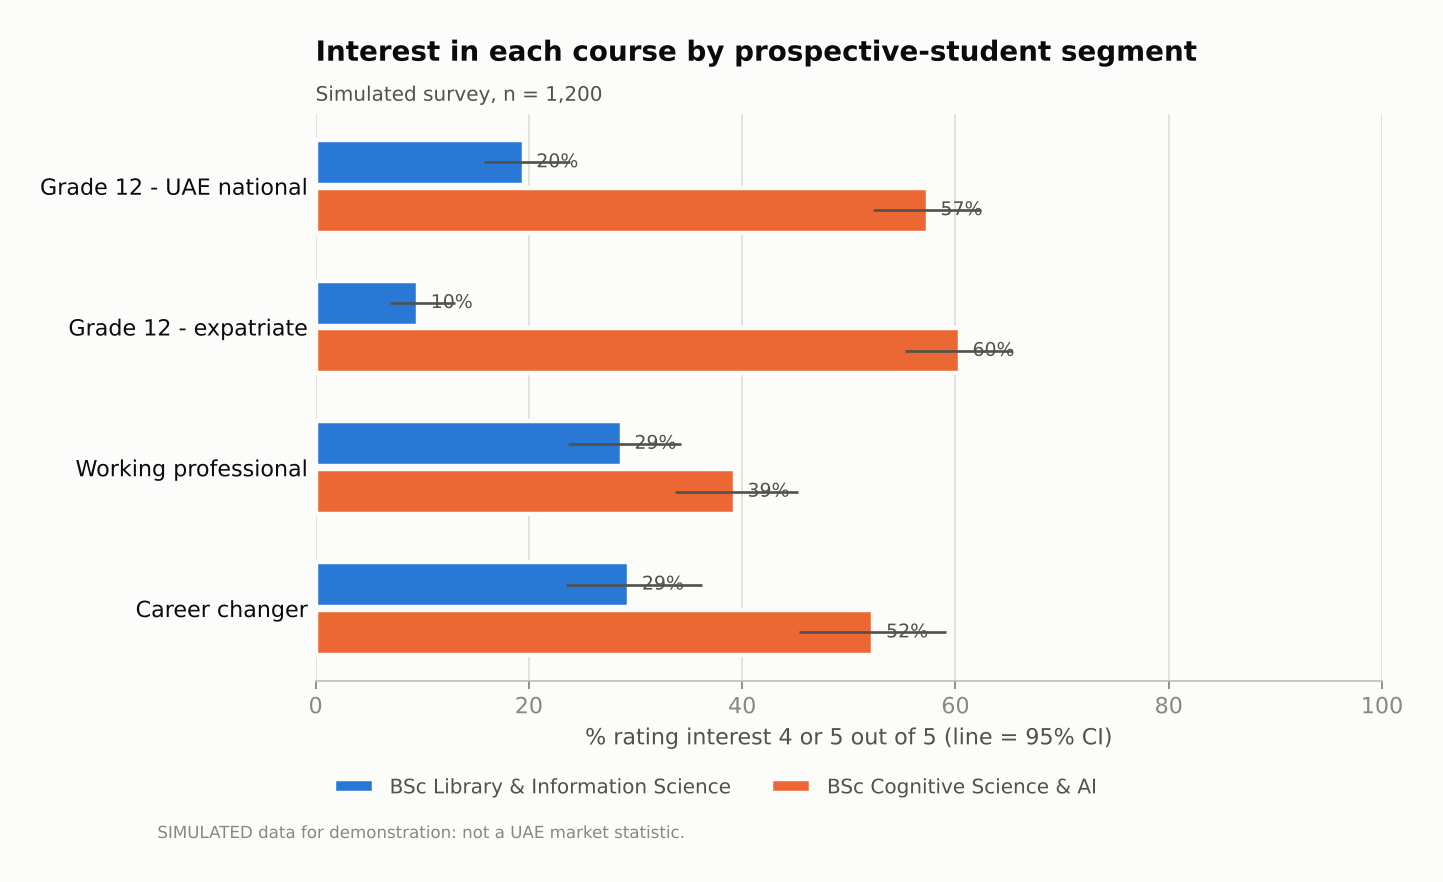 Interest in each course by prospective-student segment
Simulated survey, n = 1,200
Grade 12 - UAE national
20%
57%
Grade 12 - expatriate
10%
60%
Working professional
29%
39%
Career changer
29%
52%
0 20 40 60 80 100
% rating interest 4 or 5 out of 5 (line = 95% CI)
BSc Library & Information Science BSc Cognitive Science & AI
SIMULATED data for demonstration: not a UAE market statistic.